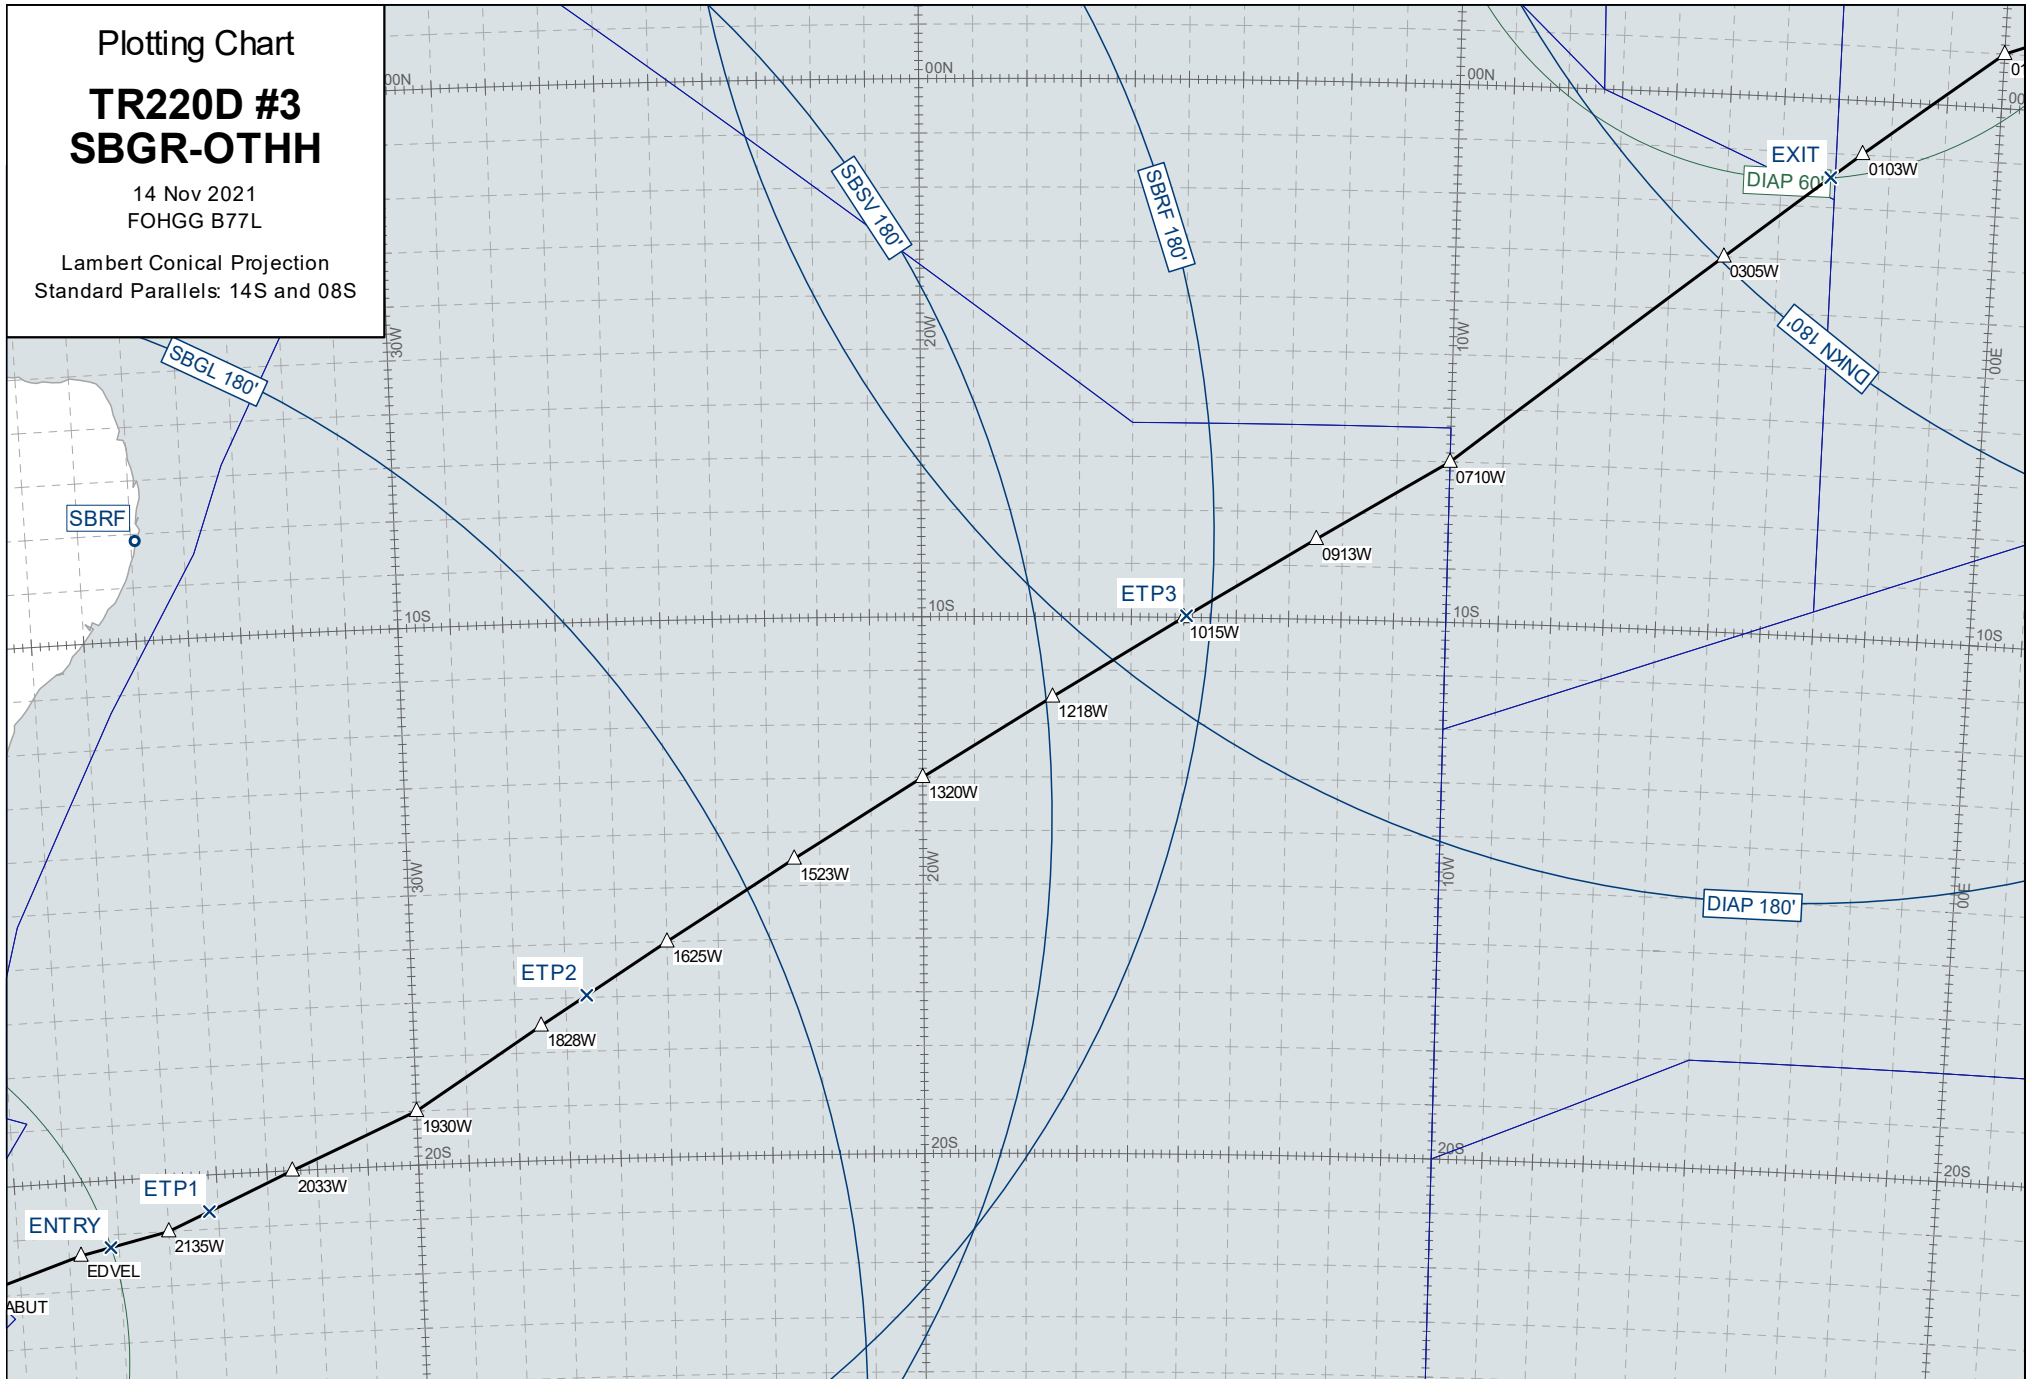 Plotting Chart
TR220D #3
SBGR-OTHH
14 Nov 2021
FOHGG B77L
Lambert Conical Projection
Standard Parallels: 14S and 08S
00N
00N
00N
00
01
EXIT
DIAP 60'
0103W
SBSV 180'
SBRF 180'
0305W
30W
20W
10W
00E
DNKN 180'
SBGL 180'
0710W
SBRF
0913W
ETP3
1015W
10S
10S
10S
10S
1218W
1320W
30W
20W
10W
00E
1523W
DIAP 180'
1625W
ETP2
1828W
1930W
20S
20S
20S
20S
ETP1
2033W
ENTRY
2135W
EDVEL
ABUT